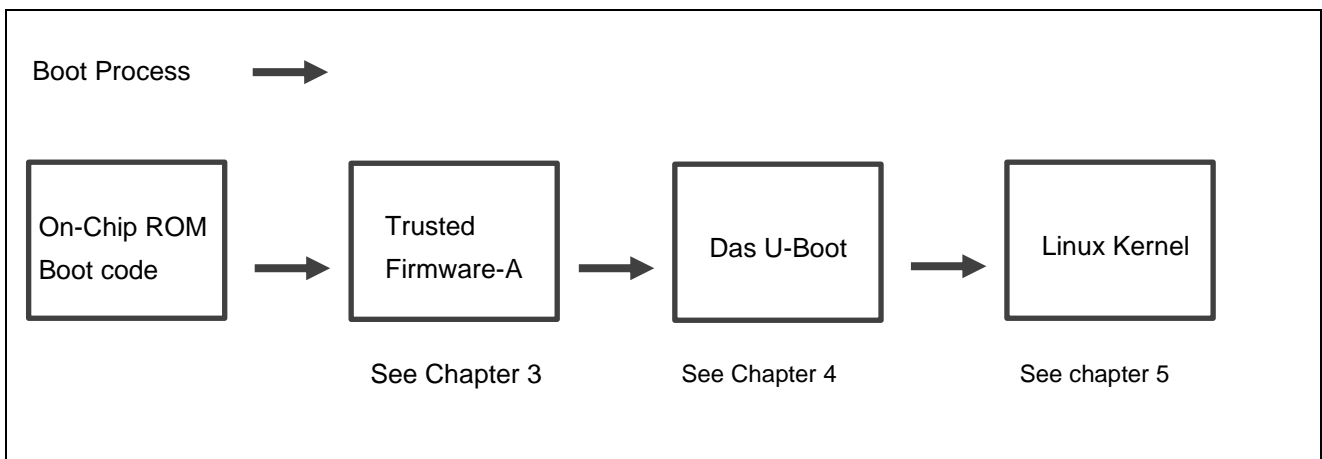 Boot Process
On-Chip ROM
Boot code
Trusted
Firmware-A
Das U-Boot
Linux Kernel
See Chapter 3
See Chapter 4
See chapter 5